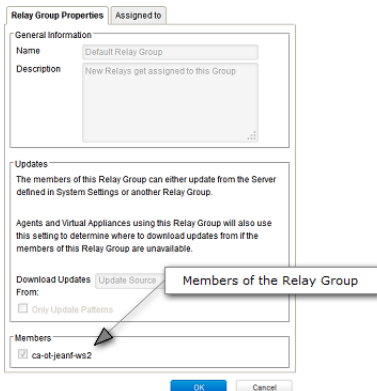 Relay Group Properties Assigned to
General Information
Name Default Relay Group
Description New Relays get assigned to this Group
Updates
The members of this Relay Group can either update from the Server
defined in System Settings or another Relay Group.
Agents and Virtual Appliances using this Relay Group will also use
this setting to determine where to download updates from if the
members of this Relay Group are unavailable.
Download Updates Update Source
From:
Members of the Relay Group
Only Update Patterns
Members
ca-ot-jeanf-ws2
OK Cancel